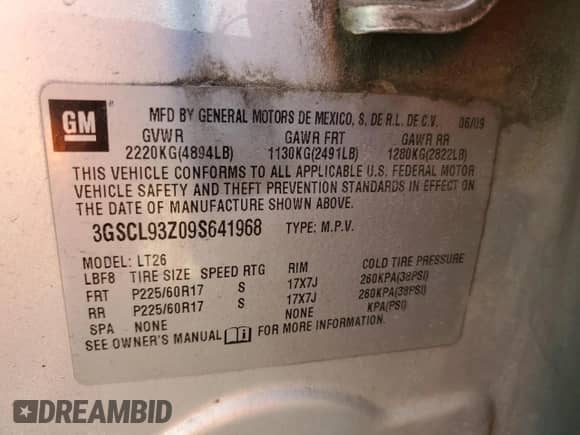 GM
MFD BY GENERAL MOTORS DE MEXICO, S. DE R.L. DE C.V. 06/09
GVWR GAWR FRT GAWR RR
2220KG(4894LB) 1130KG(2491LB) 1280KG(2822LB)
THIS VEHICLE CONFORMS TO ALL APPLICABLE U.S. FEDERAL MOTOR
VEHICLE SAFETY AND THEFT PREVENTION STANDARDS IN EFFECT ON
THE DATE OF MANUFACTURE SHOWN ABOVE.
3GSCL93Z09S641968 TYPE: M.P.V.
MODEL: LT26
LBF8 TIRE SIZE SPEED RTG RIM COLD TIRE PRESSURE
FRT P225/60R17 S 17X7J 260KPA(38PSI)
RR P225/60R17 S 17X7J 260KPA(38PSI)
SPA NONE NONE KPA(PSI)
SEE OWNER'S MANUAL FOR MORE INFORMATION.
DREAMBID